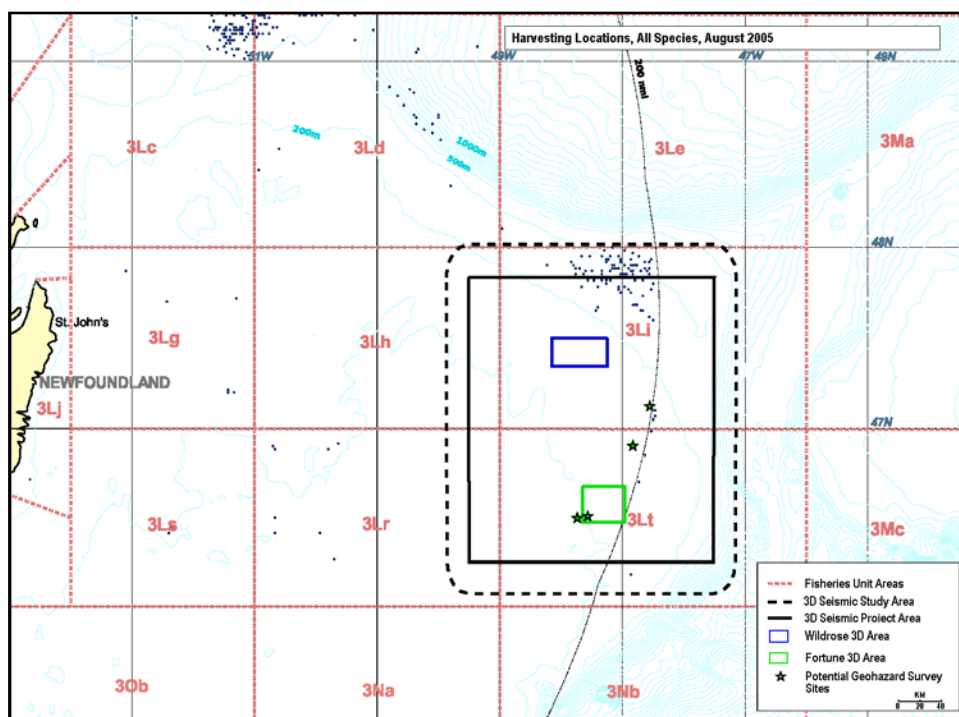 Harvesting Locations, All Species, August 2005
51W
49W
47W
49N
200 nmi
200m
1000m
500m
3Lc
3Ld
3Le
3Ma
48N
St. John's
3Lg
3Lh
3Li
NEWFOUNDLAND
3Lj
47N
3Ls
3Lr
3Lt
3Mc
3Ob
3Na
3Nb
Fisheries Unit Areas
3D Seismic Study Area
3D Seismic Project Area
Wildrose 3D Area
Fortune 3D Area
Potential Geohazard Survey
Sites
KM
0 20 40